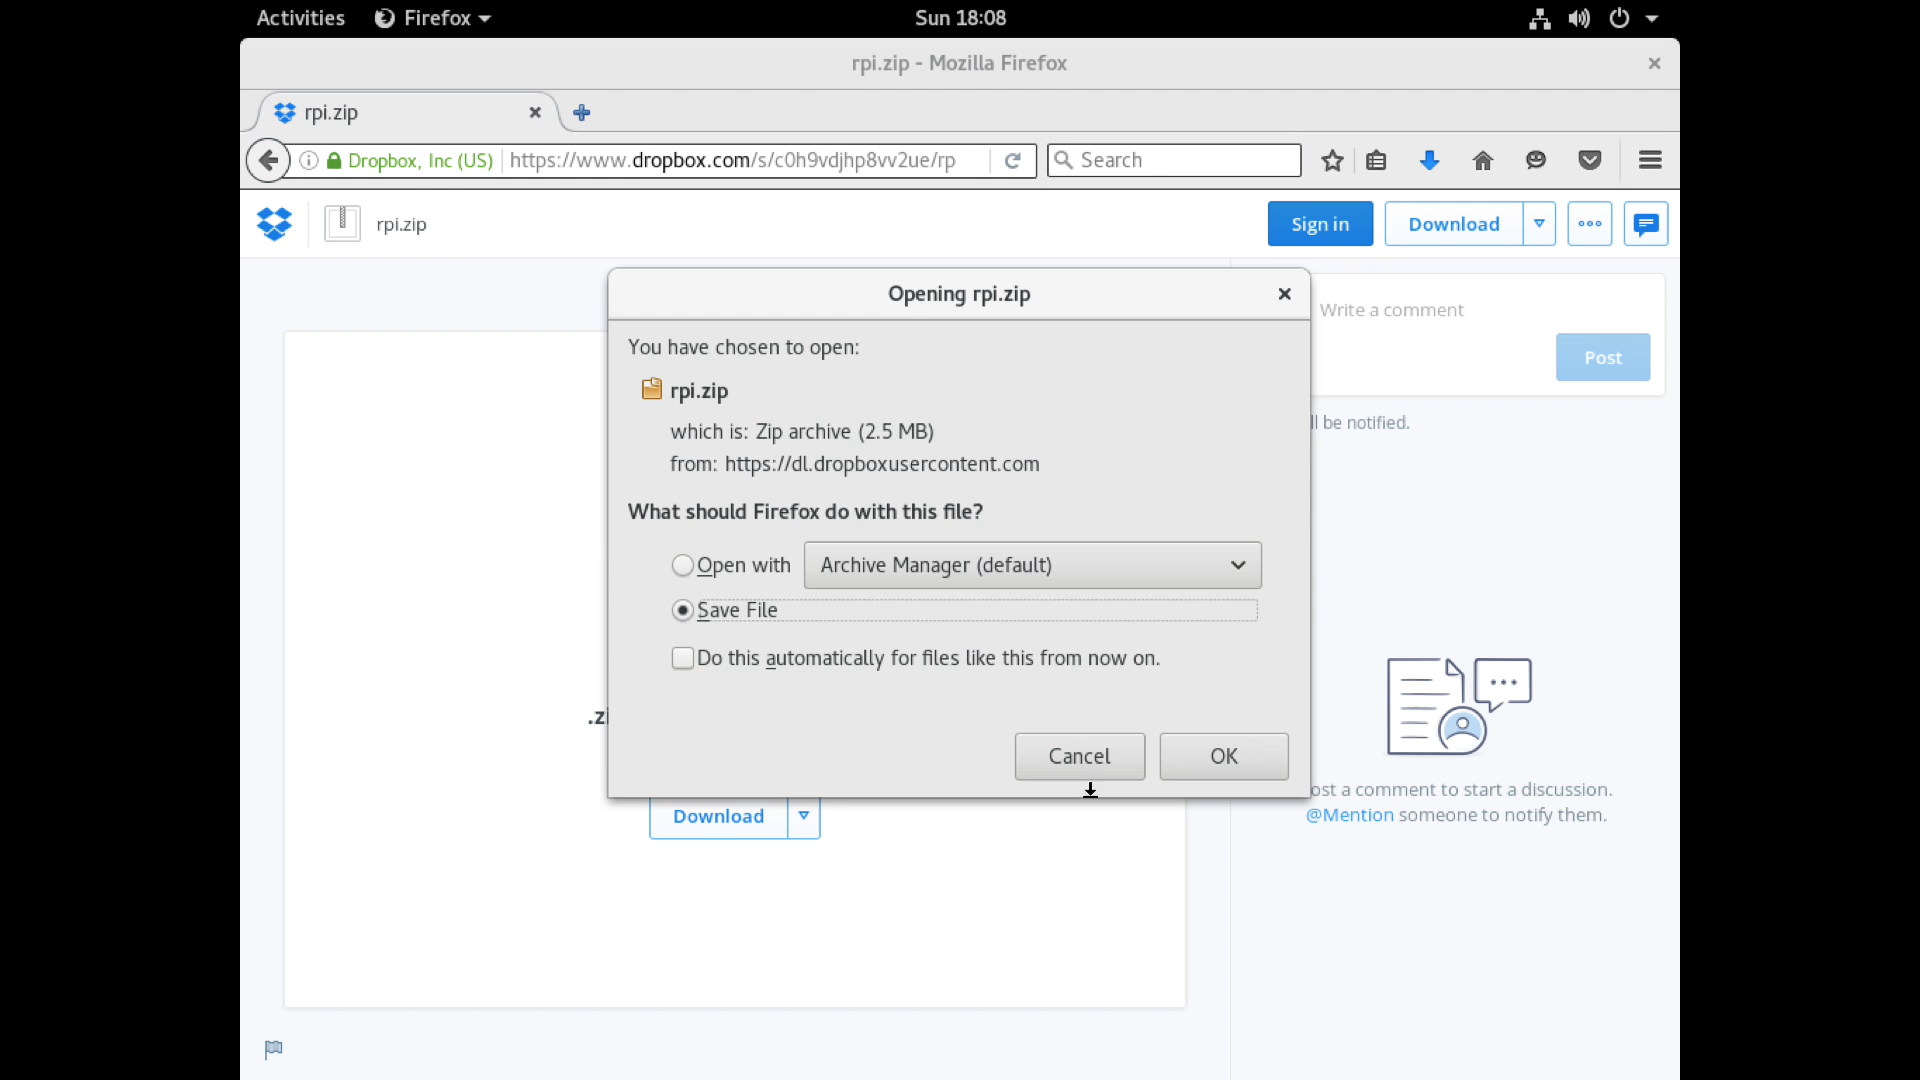 Activities
Firefox
Sun 18:08
rpi.zip - Mozilla Firefox
rpi.zip
Dropbox, Inc (US)
https://www.dropbox.com/s/c0h9vdjhp8vv2ue/rp
Search
rpi.zip
Sign in
Download
Opening rpi.zip
Write a comment
You have chosen to open:
Post
rpi.zip
ll be notified.
which is: Zip archive (2.5 MB)
from: https://dl.dropboxusercontent.com
What should Firefox do with this file?
Open with
Archive Manager (default)
Save File
Do this automatically for files like this from now on.
.zi
Cancel
OK
ost a comment to start a discussion.
@Mention someone to notify them.
Download